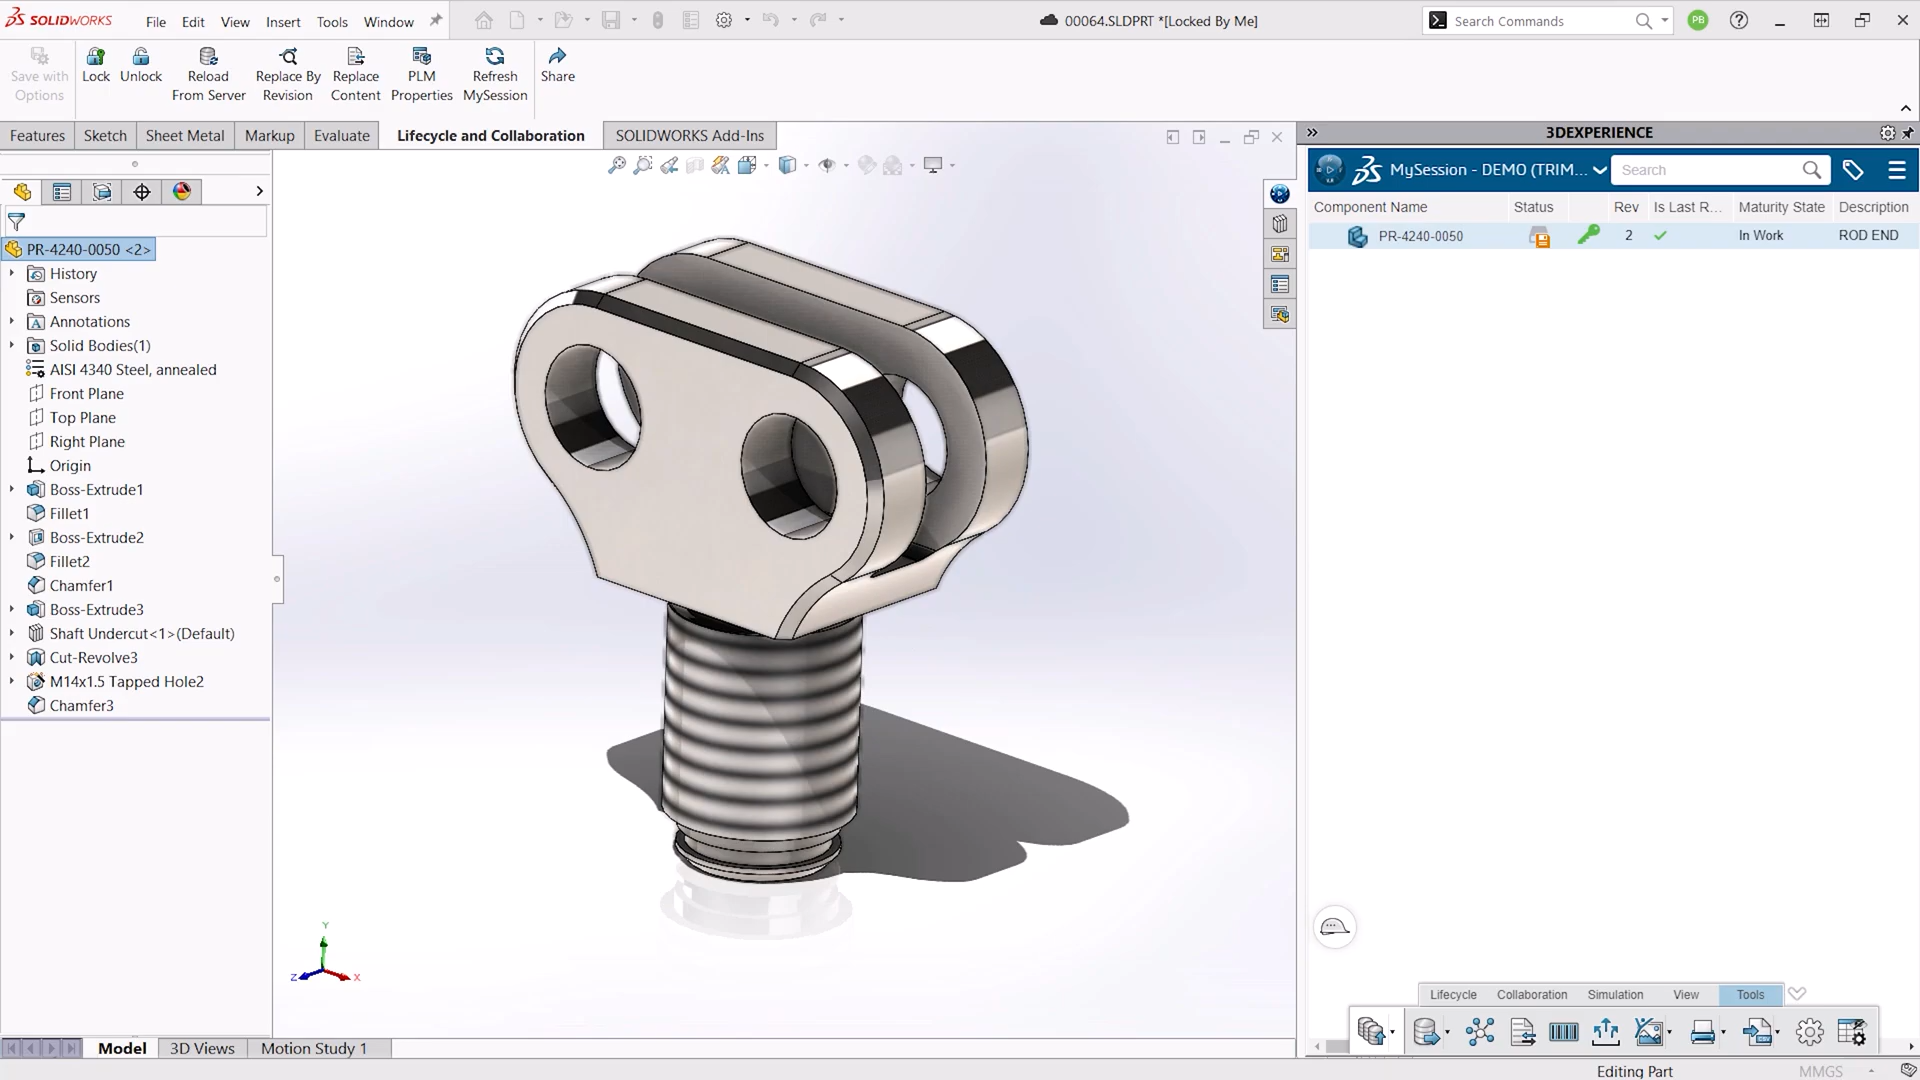 SOLIDWORKS File Edit View Insert Tools Window 00064.SLDPRT *[Locked By Me] Search Commands PB
Save with Options Lock Unlock Reload From Server Replace By Revision Replace Content PLM Properties Refresh MySession Share
Features Sketch Sheet Metal Markup Evaluate Lifecycle and Collaboration SOLIDWORKS Add-Ins
PR-4240-0050 <2>
History
Sensors
Annotations
Solid Bodies(1)
AISI 4340 Steel, annealed
Front Plane
Top Plane
Right Plane
Origin
Boss-Extrude1
Fillet1
Boss-Extrude2
Fillet2
Chamfer1
Boss-Extrude3
Shaft Undercut<1>(Default)
Cut-Revolve3
M14x1.5 Tapped Hole2
Chamfer3
Y
Z X
3DEXPERIENCE
MySession - DEMO (TRIM... Search
Component Name Status Rev Is Last R... Maturity State Description
PR-4240-0050 2 In Work ROD END
Lifecycle Collaboration Simulation View Tools
Model 3D Views Motion Study 1
Editing Part MMGS